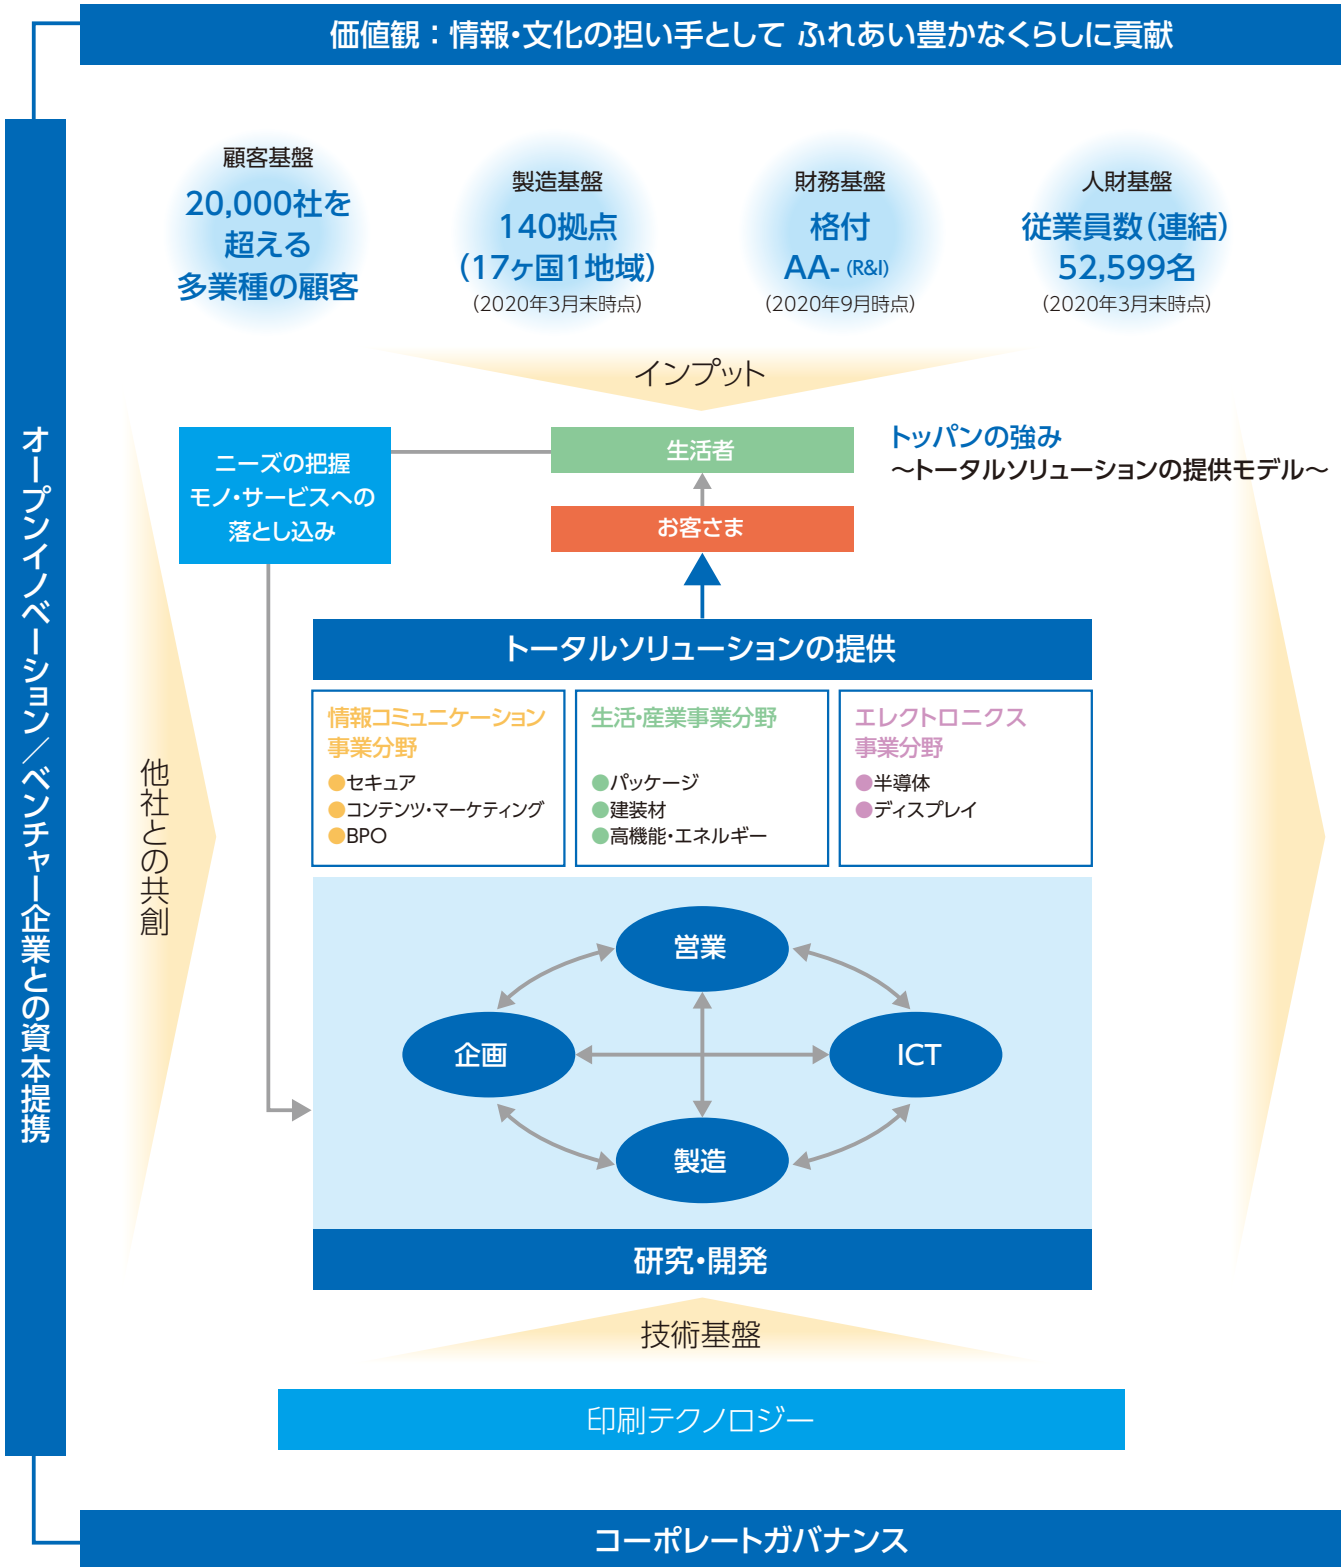 価値観：情報・文化の担い手として ふれあい豊かなくらしに貢献
オープンイノベーション／ベンチャー企業との資本提携
顧客基盤
20,000社を
超える
多業種の顧客
製造基盤
140拠点
（17ヶ国1地域）
（2020年3月末時点）
財務基盤
格付
AA- (R&I)
（2020年9月時点）
人財基盤
従業員数（連結）
52,599名
（2020年3月末時点）
インプット
他社との共創
ニーズの把握
モノ・サービスへの
落とし込み
生活者
お客さま
トッパンの強み
～トータルソリューションの提供モデル～
トータルソリューションの提供
情報コミュニケーション
事業分野
●セキュア
●コンテンツ・マーケティング
●BPO
生活・産業事業分野
●パッケージ
●建装材
●高機能・エネルギー
エレクトロニクス
事業分野
●半導体
●ディスプレイ
営業
企画
ICT
製造
研究・開発
技術基盤
印刷テクノロジー
コーポレートガバナンス